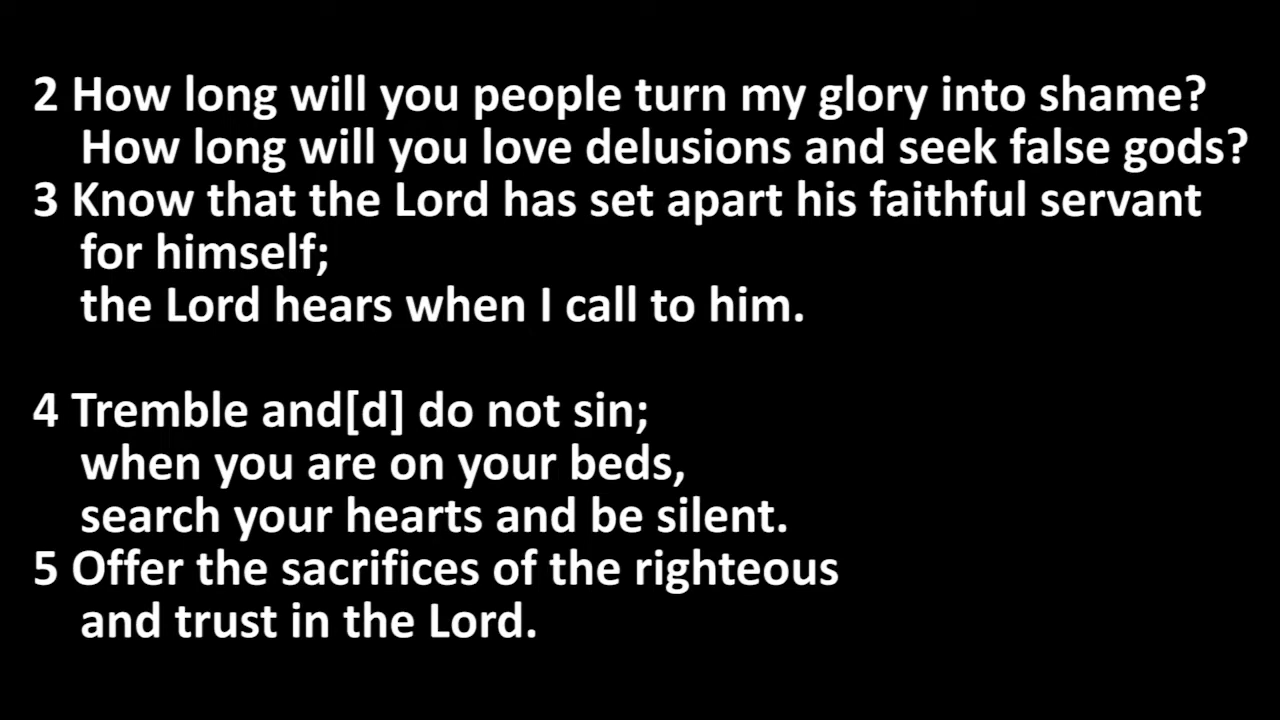 2 How long will you people turn my glory into shame?
How long will you love delusions and seek false gods?
3 Know that the Lord has set apart his faithful servant
for himself;
the Lord hears when I call to him.
4 Tremble and[d] do not sin;
when you are on your beds,
search your hearts and be silent.
5 Offer the sacrifices of the righteous
and trust in the Lord.